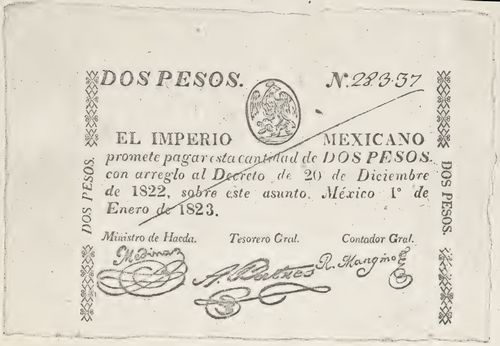 DOS PESOS. N. 28337
EL IMPERIO MEXICANO
promete pagar esta cantidad de DOS PESOS.
con arreglo al Decreto de 20 de Diciembre
de 1822, sobre este asunto. México 1º de
Enero de 1823.
Ministro de Hacda. Tesorero Gral. Contador Gral.
Medina R. Mangino
DOS PESOS.
DOS PESOS.